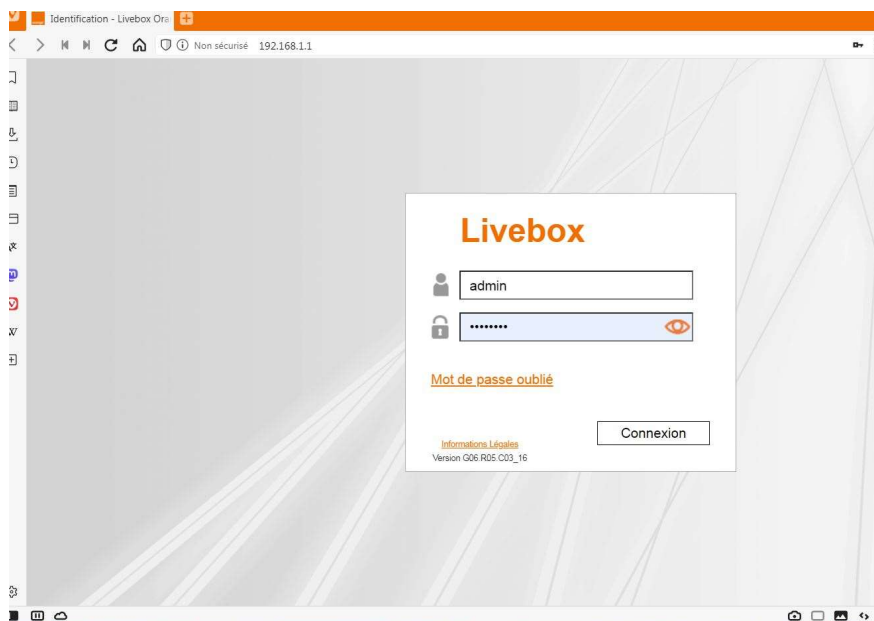 Identification - Livebox Ora
Non sécurisé 192.168.1.1
Livebox
admin
••••••••
Mot de passe oublié
Connexion
Informations Légales
Version G06.R05.C03_16